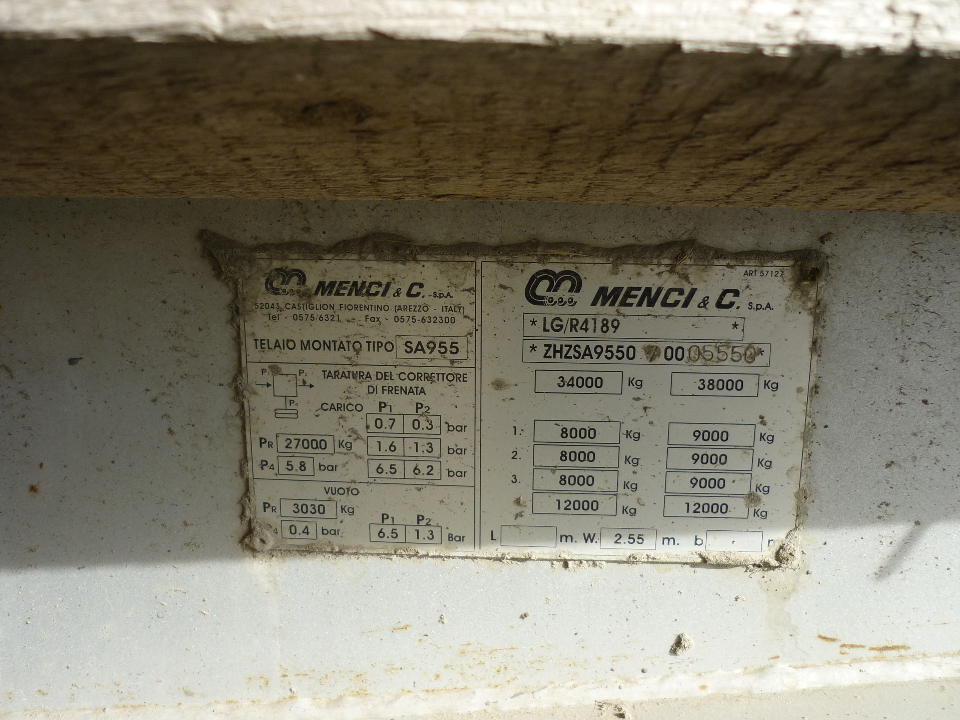 MENCI & C. S.p.A.
52043 CASTIGLION FIORENTINO (AREZZO - ITALY)
Tel - 0575/6321 - Fax - 0575-632300
TELAIO MONTATO TIPO SA955
TARATURA DEL CORRETTORE
DI FRENATA
CARICO P1 P2
0.7 0.3 bar
PR 27000 Kg 1.6 1.3 bar
P4 5.8 bar 6.5 6.2 bar
VUOTO
PR 3030 Kg P1 P2
0.4 bar 6.5 1.3 Bar
ART 57127
MENCI & C. S.p.A.
* LG/R4189 *
* ZHZSA9550 00 05550 *
34000 Kg 38000 Kg
1. 8000 Kg 9000 Kg
2. 8000 Kg 9000 Kg
3. 8000 Kg 9000 Kg
12000 Kg 12000 Kg
L m. W. 2.55 m. b